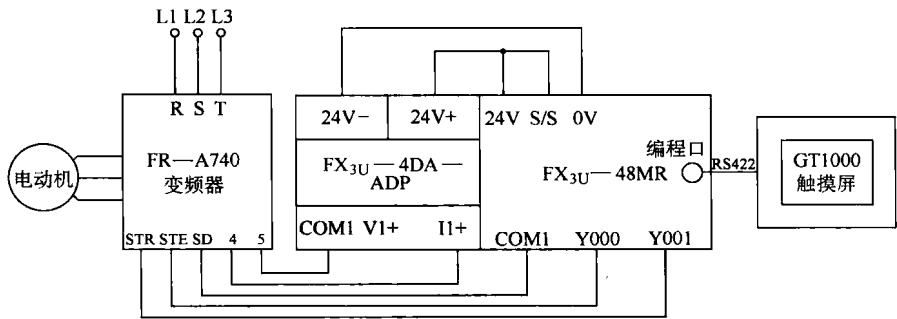 L1 L2 L3
R S T
FR—A740
变频器
STR STE SD 4 5
电动机
24V− 24V+
FX3U—4DA—
ADP
COM1 V1+ I1+
24V S/S 0V
编程口
FX3U—48MR
COM1 Y000 Y001
RS422
GT1000
触摸屏